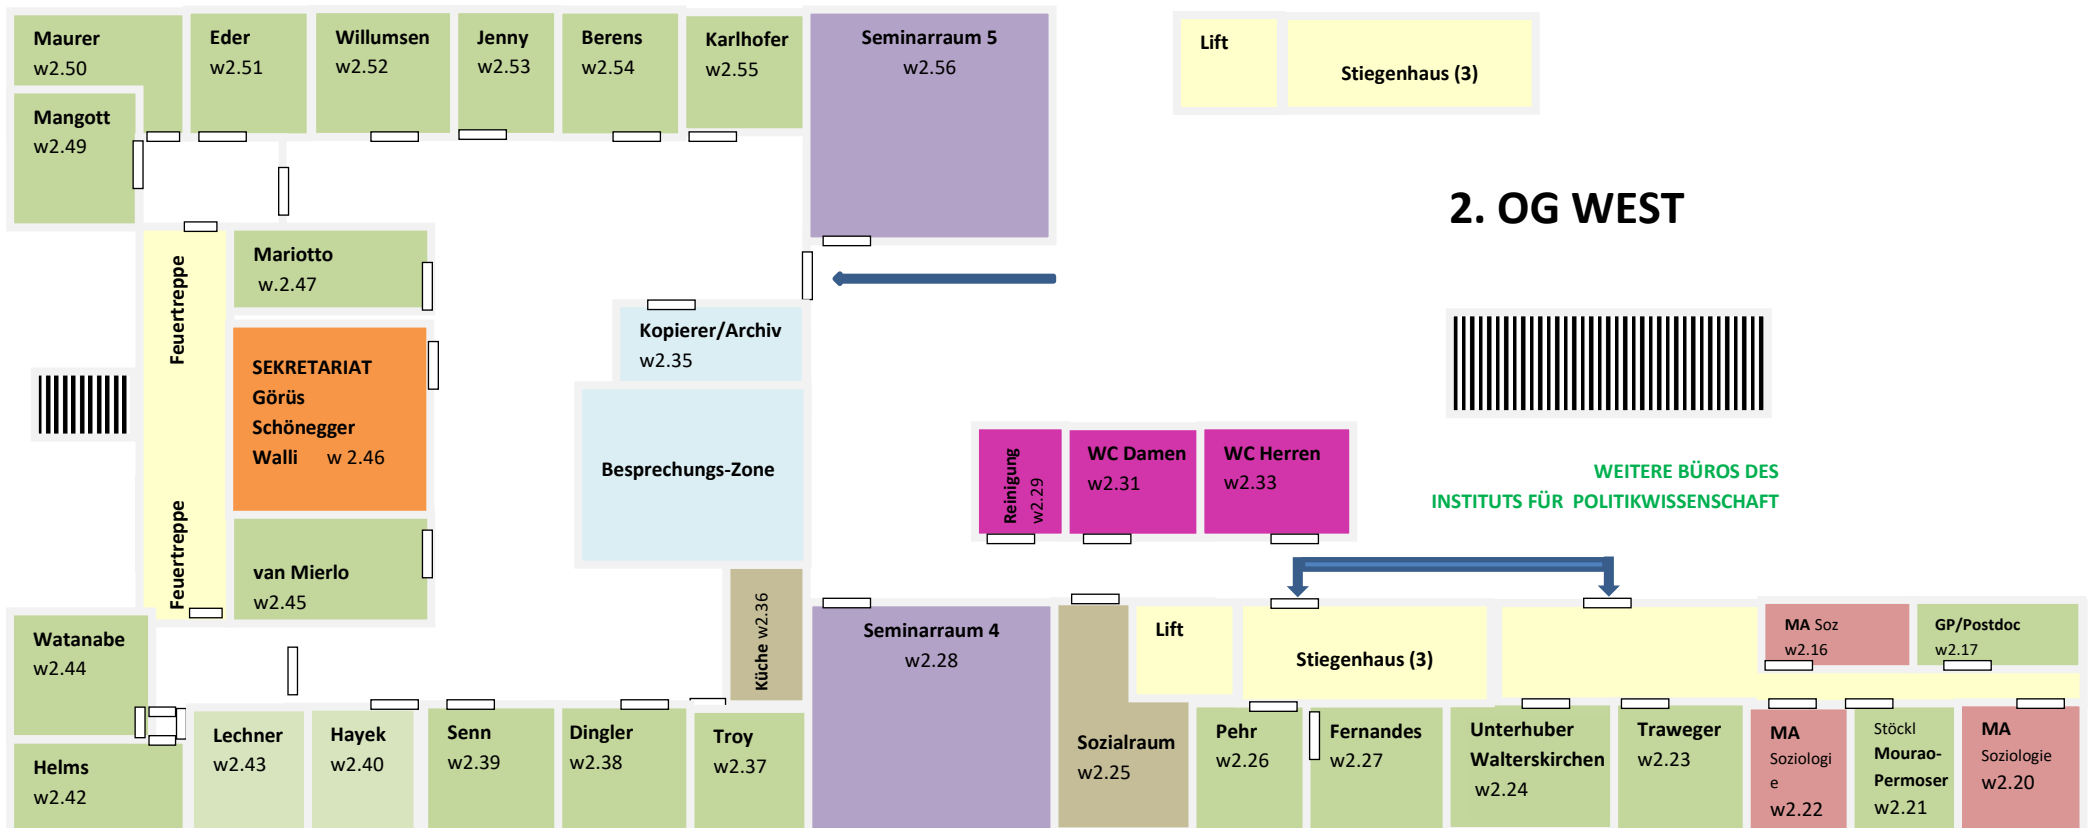 Maurer
w2.50
Eder
w2.51
Willumsen
w2.52
Jenny
w2.53
Berens
w2.54
Karlhofer
w2.55
Seminarraum 5
w2.56
Lift
Stiegenhaus (3)
Mangott
w2.49
2. OG WEST
Feuertreppe
Mariotto
w.2.47
Kopierer/Archiv
w2.35
SEKRETARIAT
Görüs
Schönegger
Walli w 2.46
Besprechungs-Zone
Reinigung
w2.29
WC Damen
w2.31
WC Herren
w2.33
WEITERE BÜROS DES
INSTITUTS FÜR POLITIKWISSENSCHAFT
Feuertreppe
van Mierlo
w2.45
Küche w2.36
Watanabe
w2.44
Seminarraum 4
w2.28
Lift
Stiegenhaus (3)
MA Soz
w2.16
GP/Postdoc
w2.17
Helms
w2.42
Lechner
w2.43
Hayek
w2.40
Senn
w2.39
Dingler
w2.38
Troy
w2.37
Sozialraum
w2.25
Pehr
w2.26
Fernandes
w2.27
Unterhuber
Walterskirchen
w2.24
Traweger
w2.23
MA
Soziologi
e
w2.22
Stöckl
Mourao-
Permoser
w2.21
MA
Soziologie
w2.20